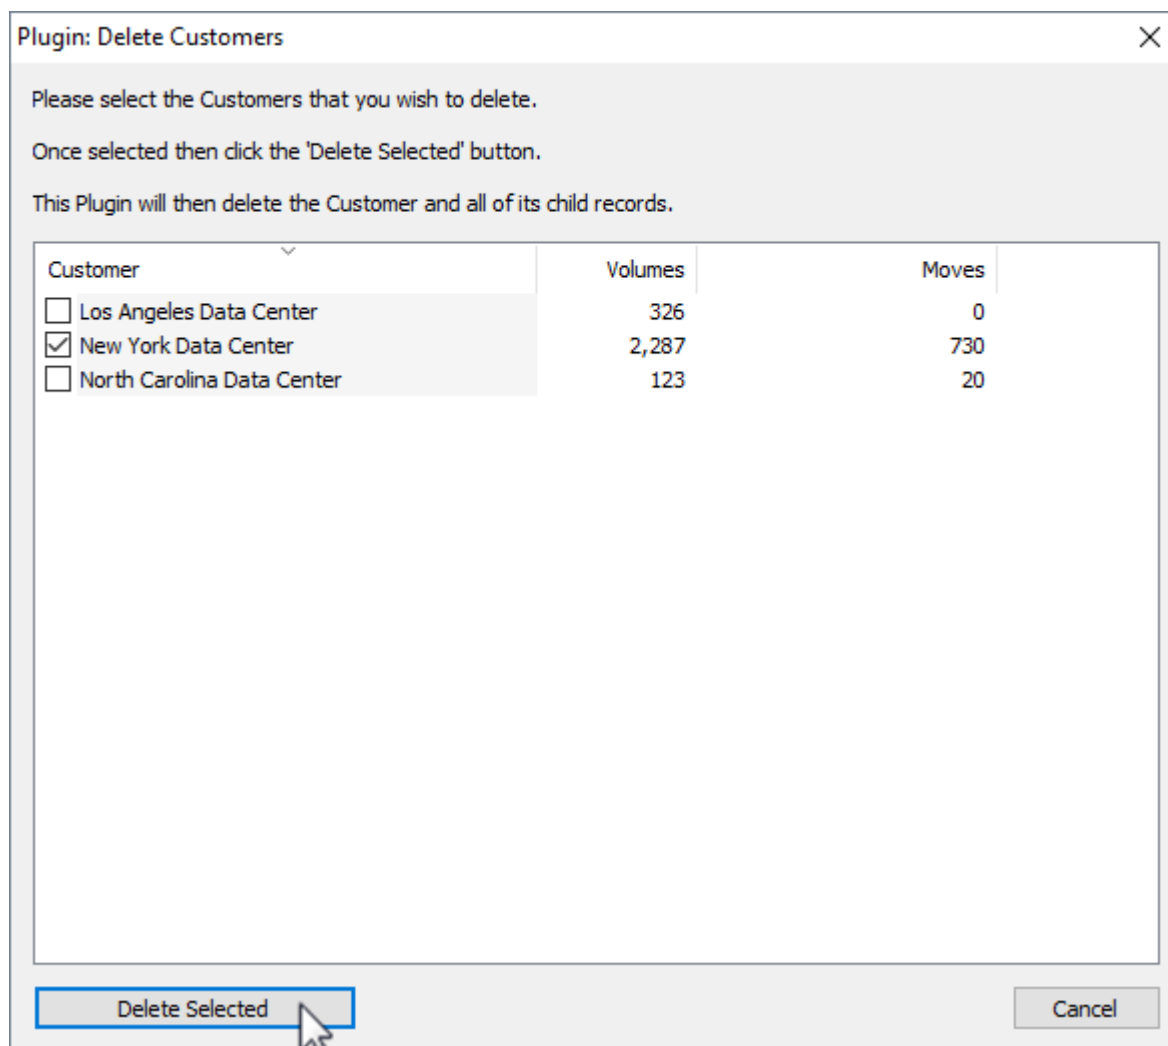 Plugin: Delete Customers
Please select the Customers that you wish to delete.
Once selected then click the 'Delete Selected' button.
This Plugin will then delete the Customer and all of its child records.
Customer Volumes Moves
Los Angeles Data Center 326 0
New York Data Center 2,287 730
North Carolina Data Center 123 20
Delete Selected Cancel